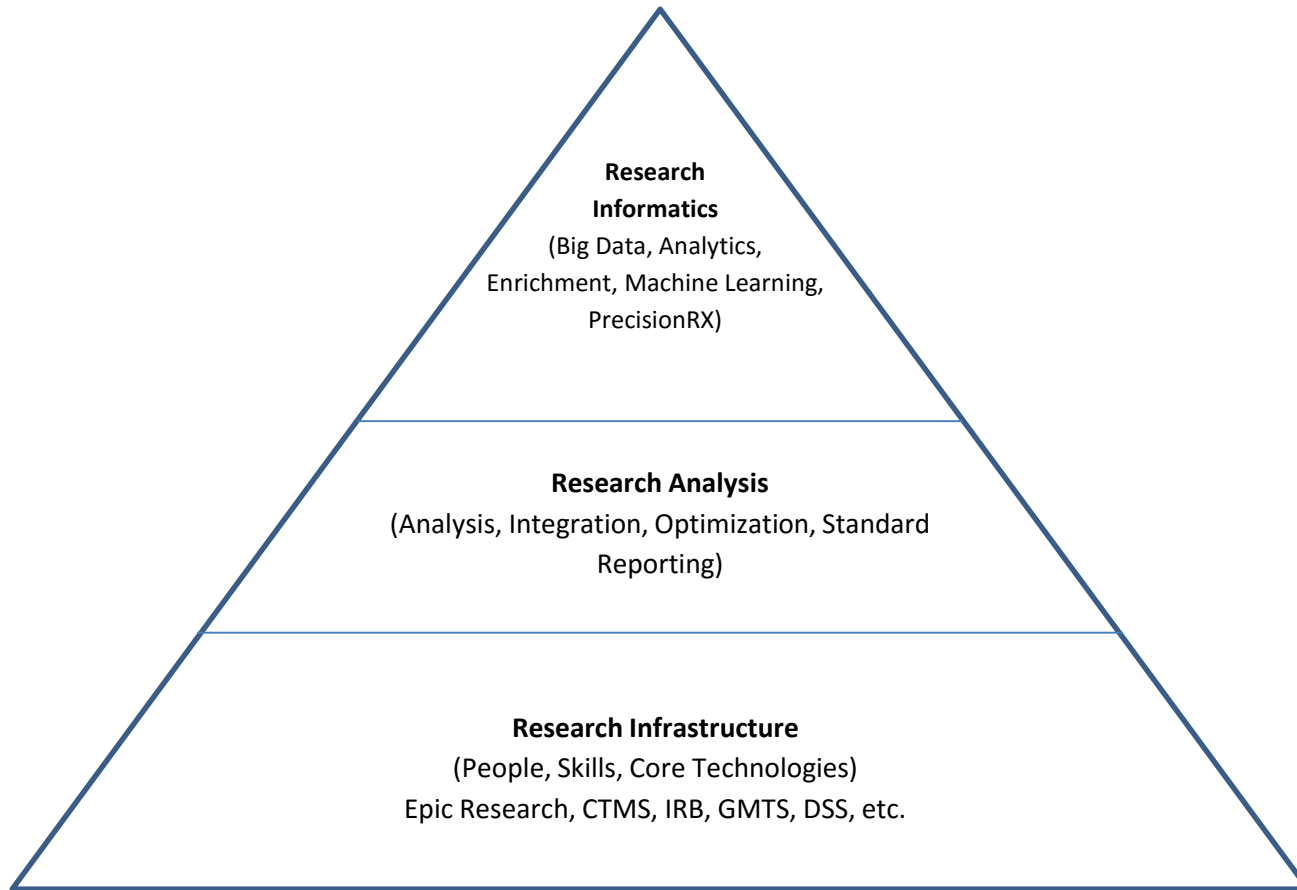 Research
Informatics
(Big Data, Analytics,
Enrichment, Machine Learning,
PrecisionRX)
Research Analysis
(Analysis, Integration, Optimization, Standard
Reporting)
Research Infrastructure
(People, Skills, Core Technologies)
Epic Research, CTMS, IRB, GMTS, DSS, etc.